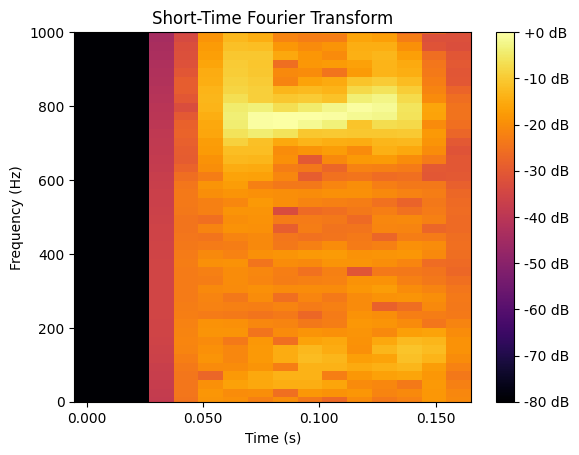 Short-Time Fourier Transform
1000
800
600
400
200
0
Frequency (Hz)
0.000
0.050
0.100
0.150
Time (s)
+0 dB
-10 dB
-20 dB
-30 dB
-40 dB
-50 dB
-60 dB
-70 dB
-80 dB